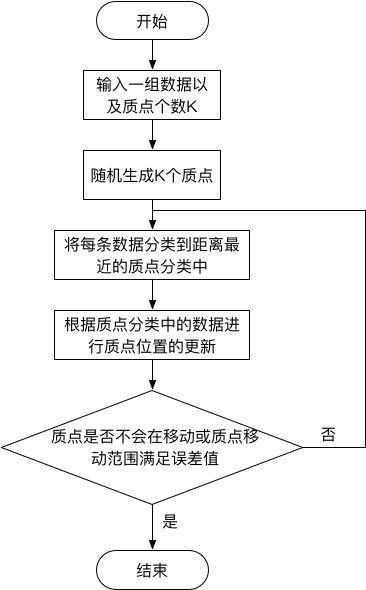 开始
输入一组数据以
及质点个数K
随机生成K个质点
将每条数据分类到距离最
近的质点分类中
根据质点分类中的数据进
行质点位置的更新
质点是否不会在移动或质点移
动范围满足误差值
否
是
结束